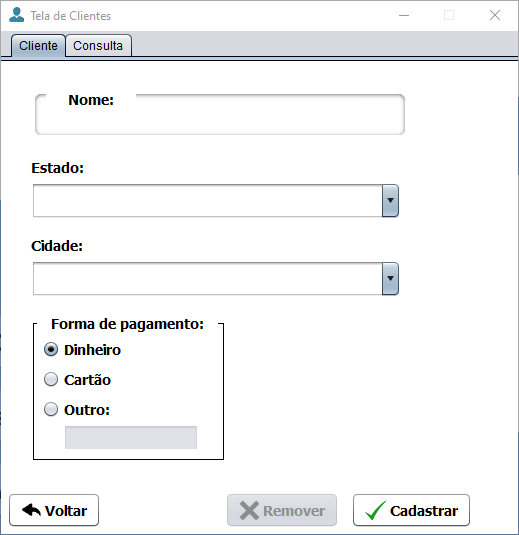 Tela de Clientes
Cliente Consulta
Nome:
Estado:
Cidade:
Forma de pagamento:
Dinheiro
Cartão
Outro:
Voltar Remover Cadastrar